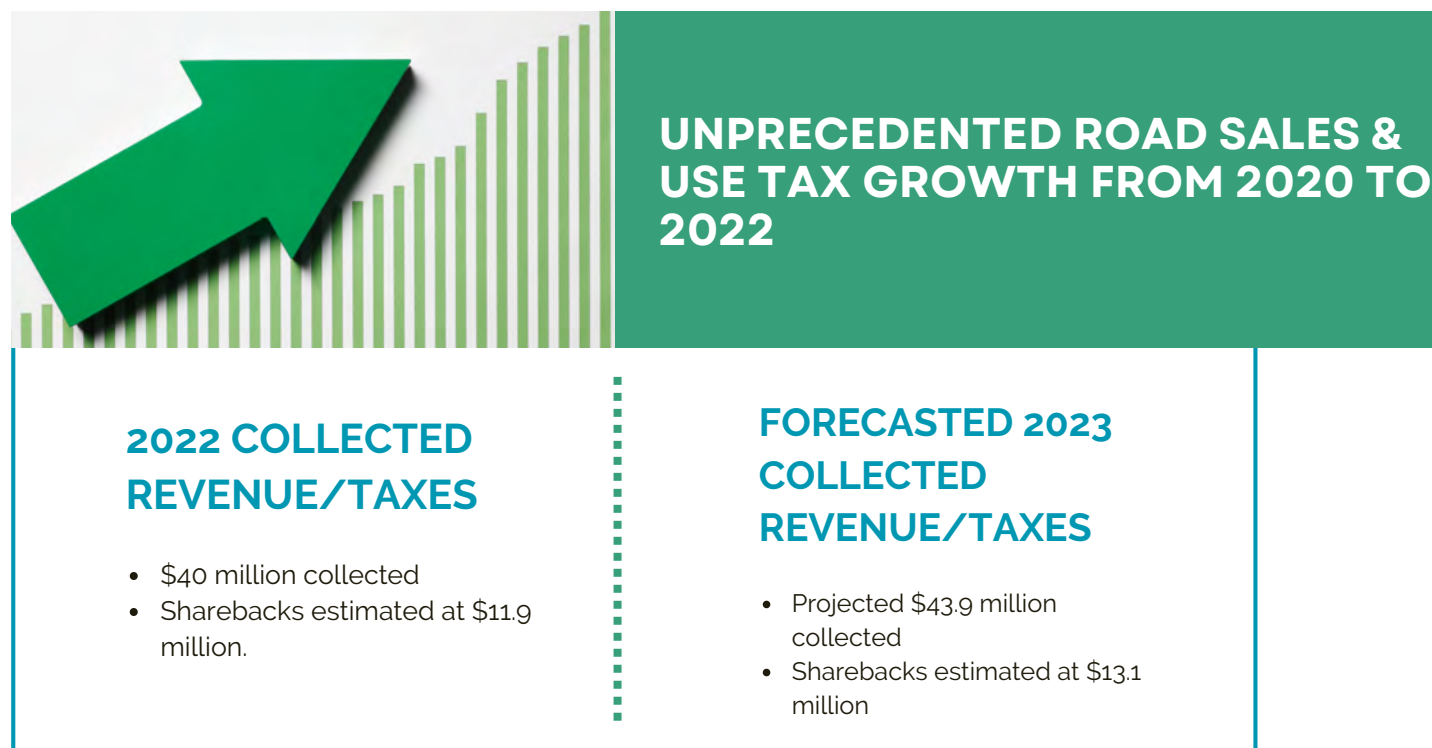 UNPRECEDENTED ROAD SALES &
USE TAX GROWTH FROM 2020 TO
2022
2022 COLLECTED
REVENUE/TAXES
• $40 million collected
• Sharebacks estimated at $11.9
million.
FORECASTED 2023
COLLECTED
REVENUE/TAXES
• Projected $43.9 million
collected
• Sharebacks estimated at $13.1
million